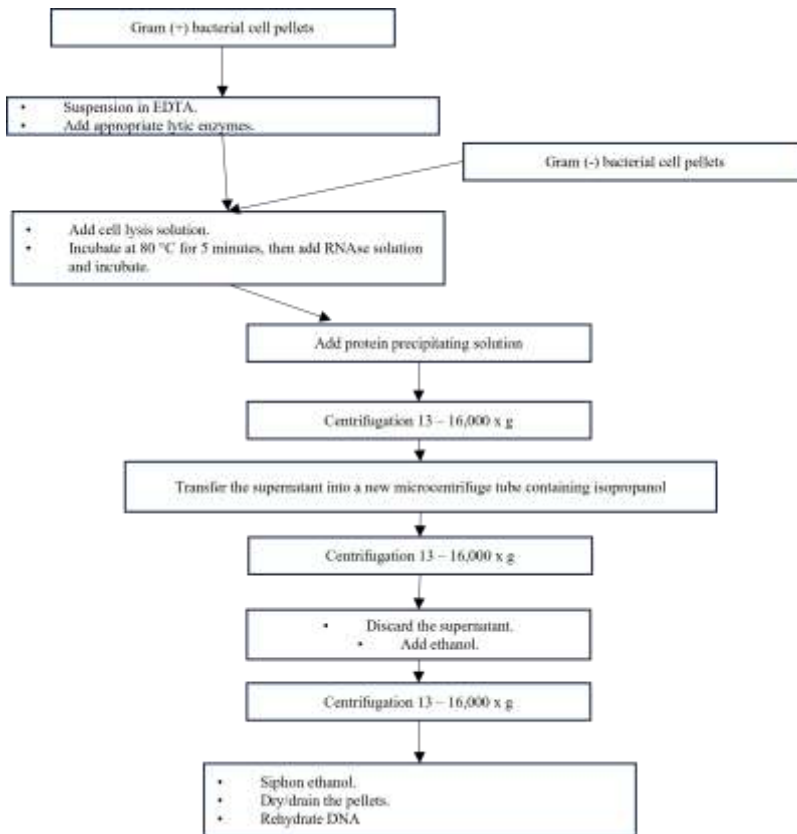 Gram (+) bacterial cell pellets
• Suspension in EDTA.
• Add appropriate lytic enzymes.
Gram (-) bacterial cell pellets
• Add cell lysis solution.
• Incubate at 80 °C for 5 minutes, then add RNAse solution
and incubate.
Add protein precipitating solution
Centrifugation 13 – 16,000 x g
Transfer the supernatant into a new microcentrifuge tube containing isopropanol
Centrifugation 13 – 16,000 x g
• Discard the supernatant.
• Add ethanol.
Centrifugation 13 – 16,000 x g
• Siphon ethanol.
• Dry/drain the pellets.
• Rehydrate DNA